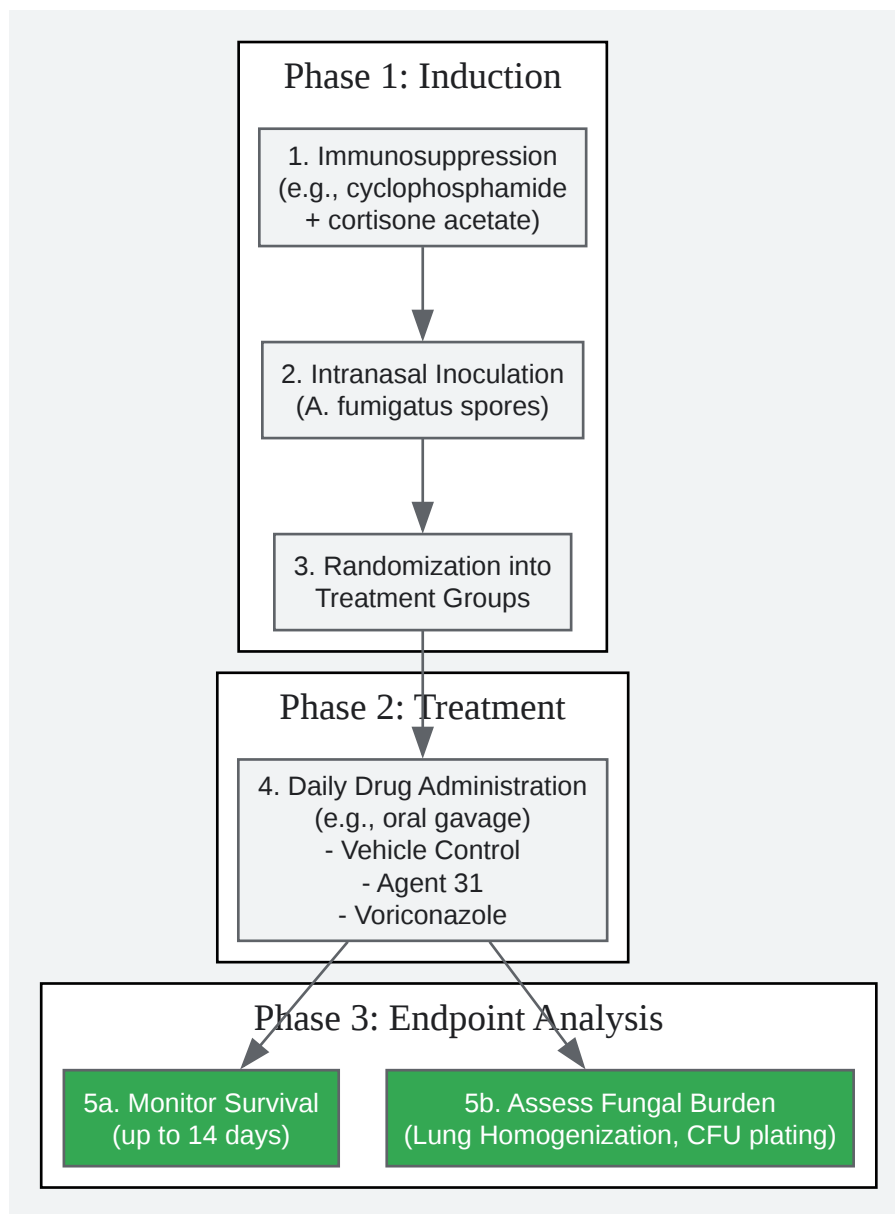 Phase 1: Induction
1. Immunosuppression
(e.g., cyclophosphamide
+ cortisone acetate)
2. Intranasal Inoculation
(A. fumigatus spores)
3. Randomization into
Treatment Groups
Phase 2: Treatment
4. Daily Drug Administration
(e.g., oral gavage)
- Vehicle Control
- Agent 31
- Voriconazole
Phase 3: Endpoint Analysis
5a. Monitor Survival
(up to 14 days)
5b. Assess Fungal Burden
(Lung Homogenization, CFU plating)